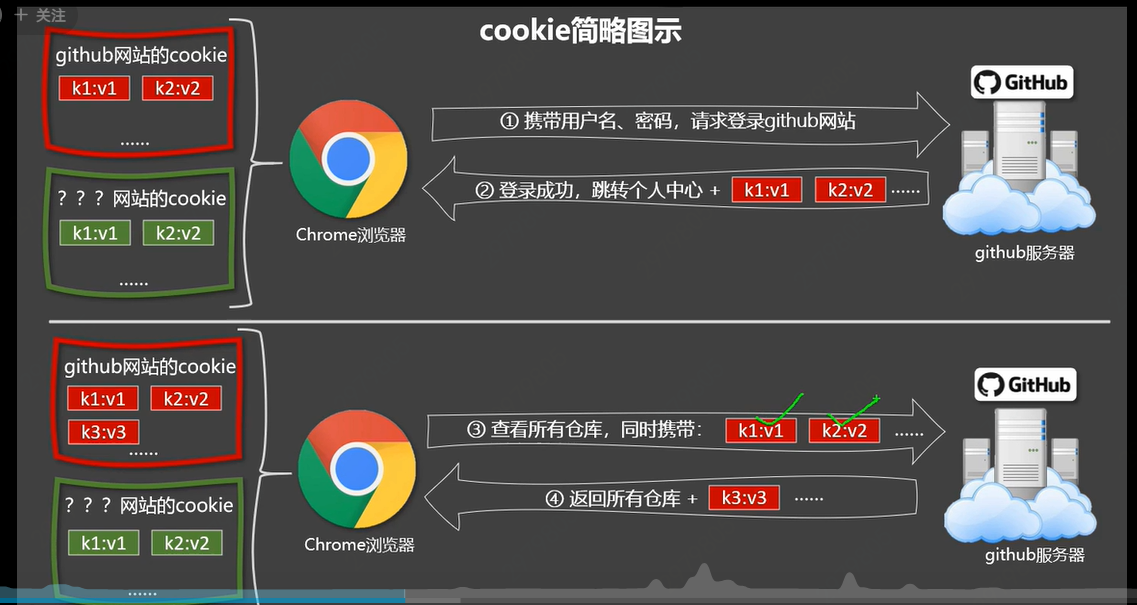 + 关注
cookie简略图示
github网站的cookie
k1:v1 k2:v2
......
？？？网站的cookie
k1:v1 k2:v2
......
Chrome浏览器
① 携带用户名、密码，请求登录github网站
② 登录成功，跳转个人中心 + k1:v1 k2:v2 ......
GitHub
github服务器
github网站的cookie
k1:v1 k2:v2
k3:v3
......
？？？网站的cookie
k1:v1 k2:v2
......
Chrome浏览器
③ 查看所有仓库，同时携带： k1:v1 k2:v2 ......
④ 返回所有仓库 + k3:v3 ......
GitHub
github服务器